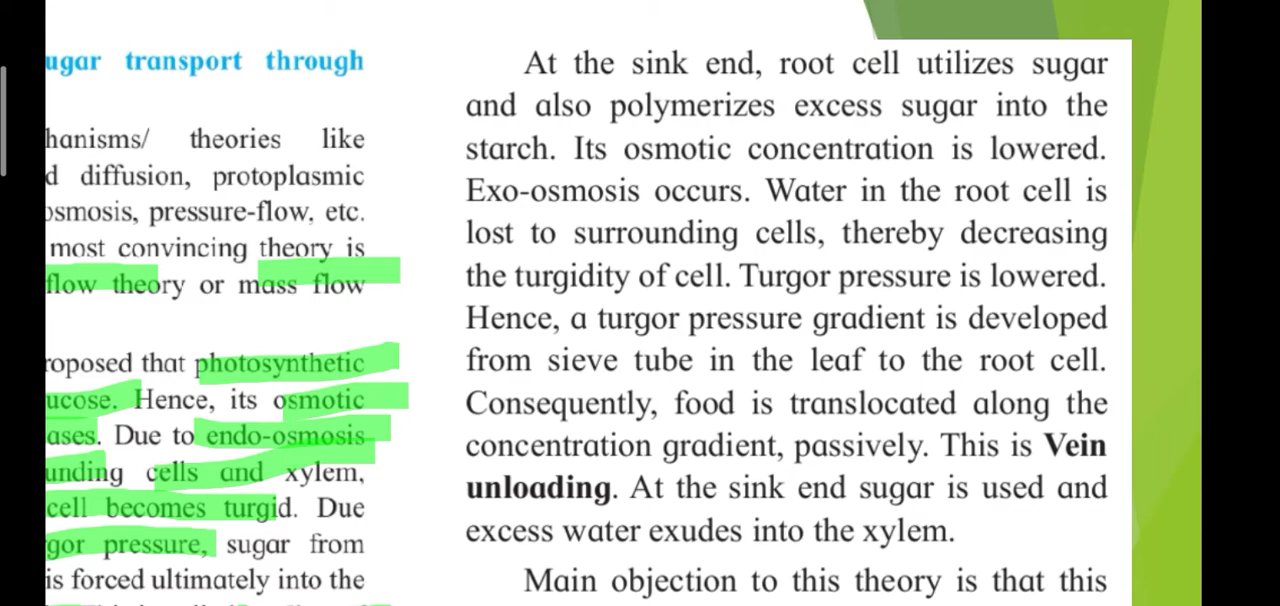 ugar transport through
hanisms/ theories like
d diffusion, protoplasmic
osmosis, pressure-flow, etc.
most convincing theory is
flow theory or mass flow
roposed that photosynthetic
ucose. Hence, its osmotic
ases. Due to endo-osmosis
unding cells and xylem,
cell becomes turgid. Due
gor pressure, sugar from
is forced ultimately into the
At the sink end, root cell utilizes sugar
and also polymerizes excess sugar into the
starch. Its osmotic concentration is lowered.
Exo-osmosis occurs. Water in the root cell is
lost to surrounding cells, thereby decreasing
the turgidity of cell. Turgor pressure is lowered.
Hence, a turgor pressure gradient is developed
from sieve tube in the leaf to the root cell.
Consequently, food is translocated along the
concentration gradient, passively. This is Vein
unloading. At the sink end sugar is used and
excess water exudes into the xylem.
Main objection to this theory is that this